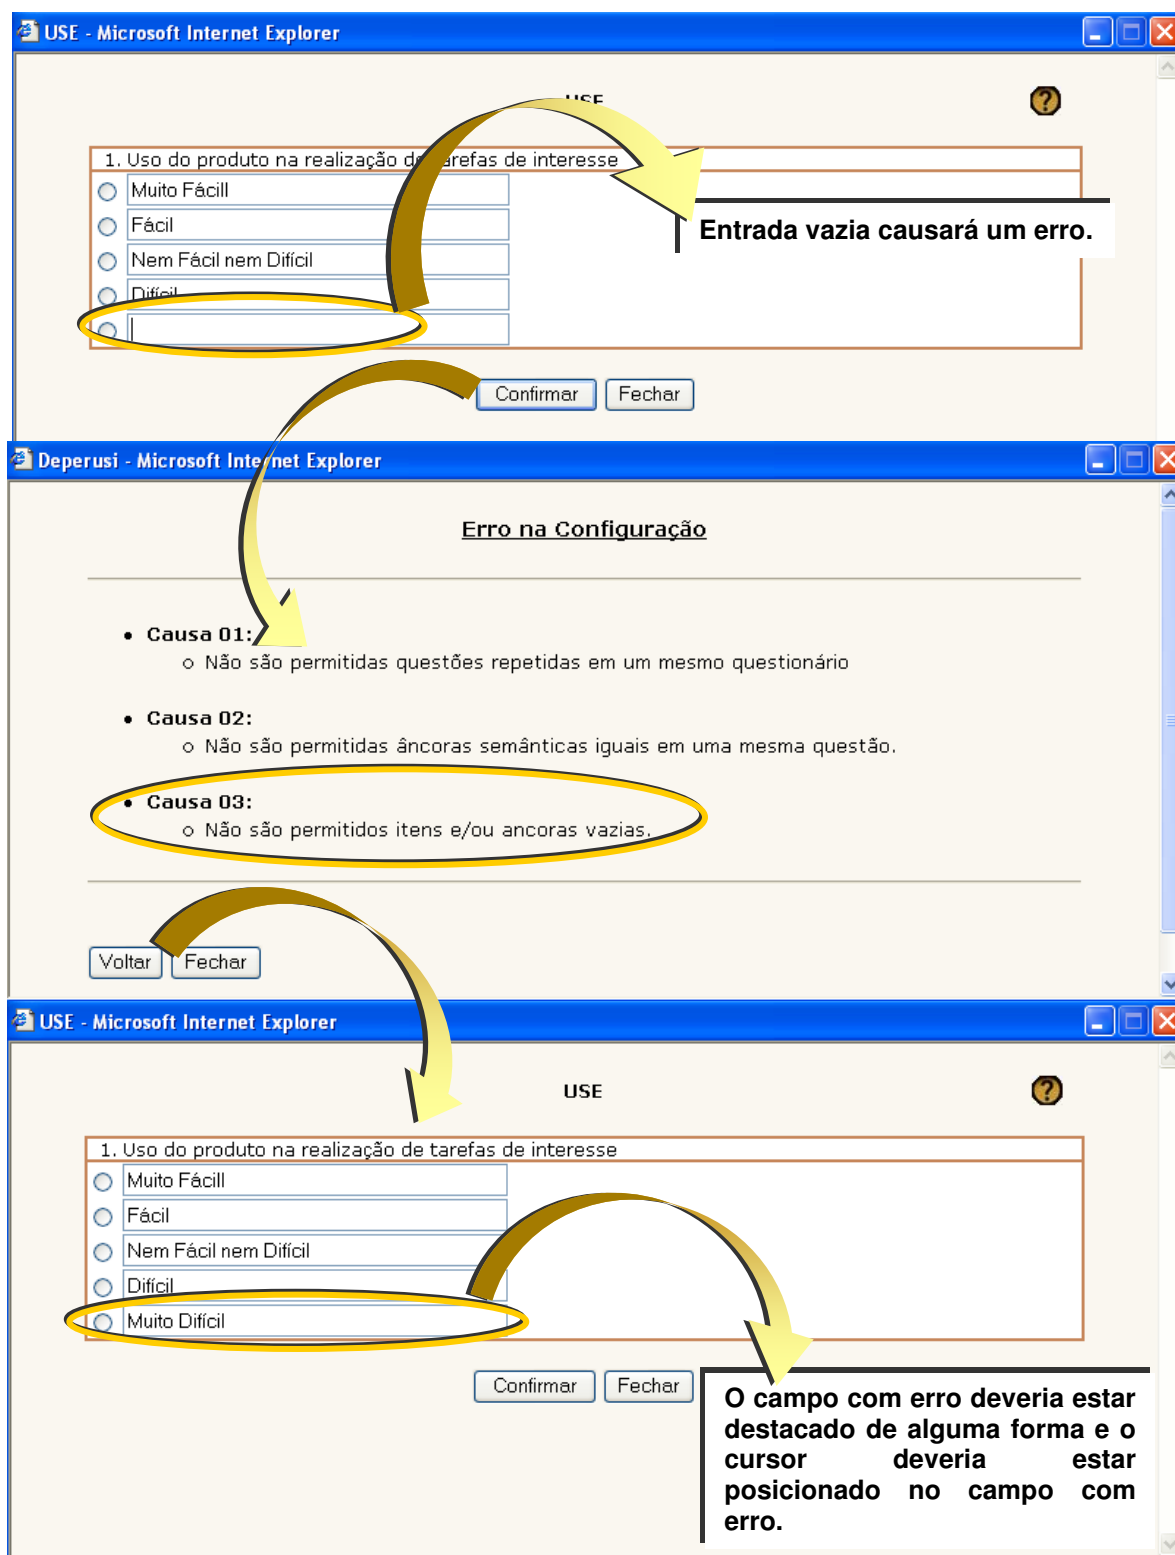 USE - Microsoft Internet Explorer
USE
1. Uso do produto na realização de tarefas de interesse
Muito Fácill
Fácil
Nem Fácil nem Difícil
Difícil
Entrada vazia causará um erro.
Confirmar Fechar
Deperusi - Microsoft Internet Explorer
Erro na Configuração
Causa 01:
Não são permitidas questões repetidas em um mesmo questionário
Causa 02:
Não são permitidas âncoras semânticas iguais em uma mesma questão.
Causa 03:
Não são permitidos itens e/ou ancoras vazias.
Voltar Fechar
USE - Microsoft Internet Explorer
USE
1. Uso do produto na realização de tarefas de interesse
Muito Fácill
Fácil
Nem Fácil nem Difícil
Difícil
Muito Difícil
Confirmar Fechar
O campo com erro deveria estar
destacado de alguma forma e o
cursor deveria estar
posicionado no campo com
erro.